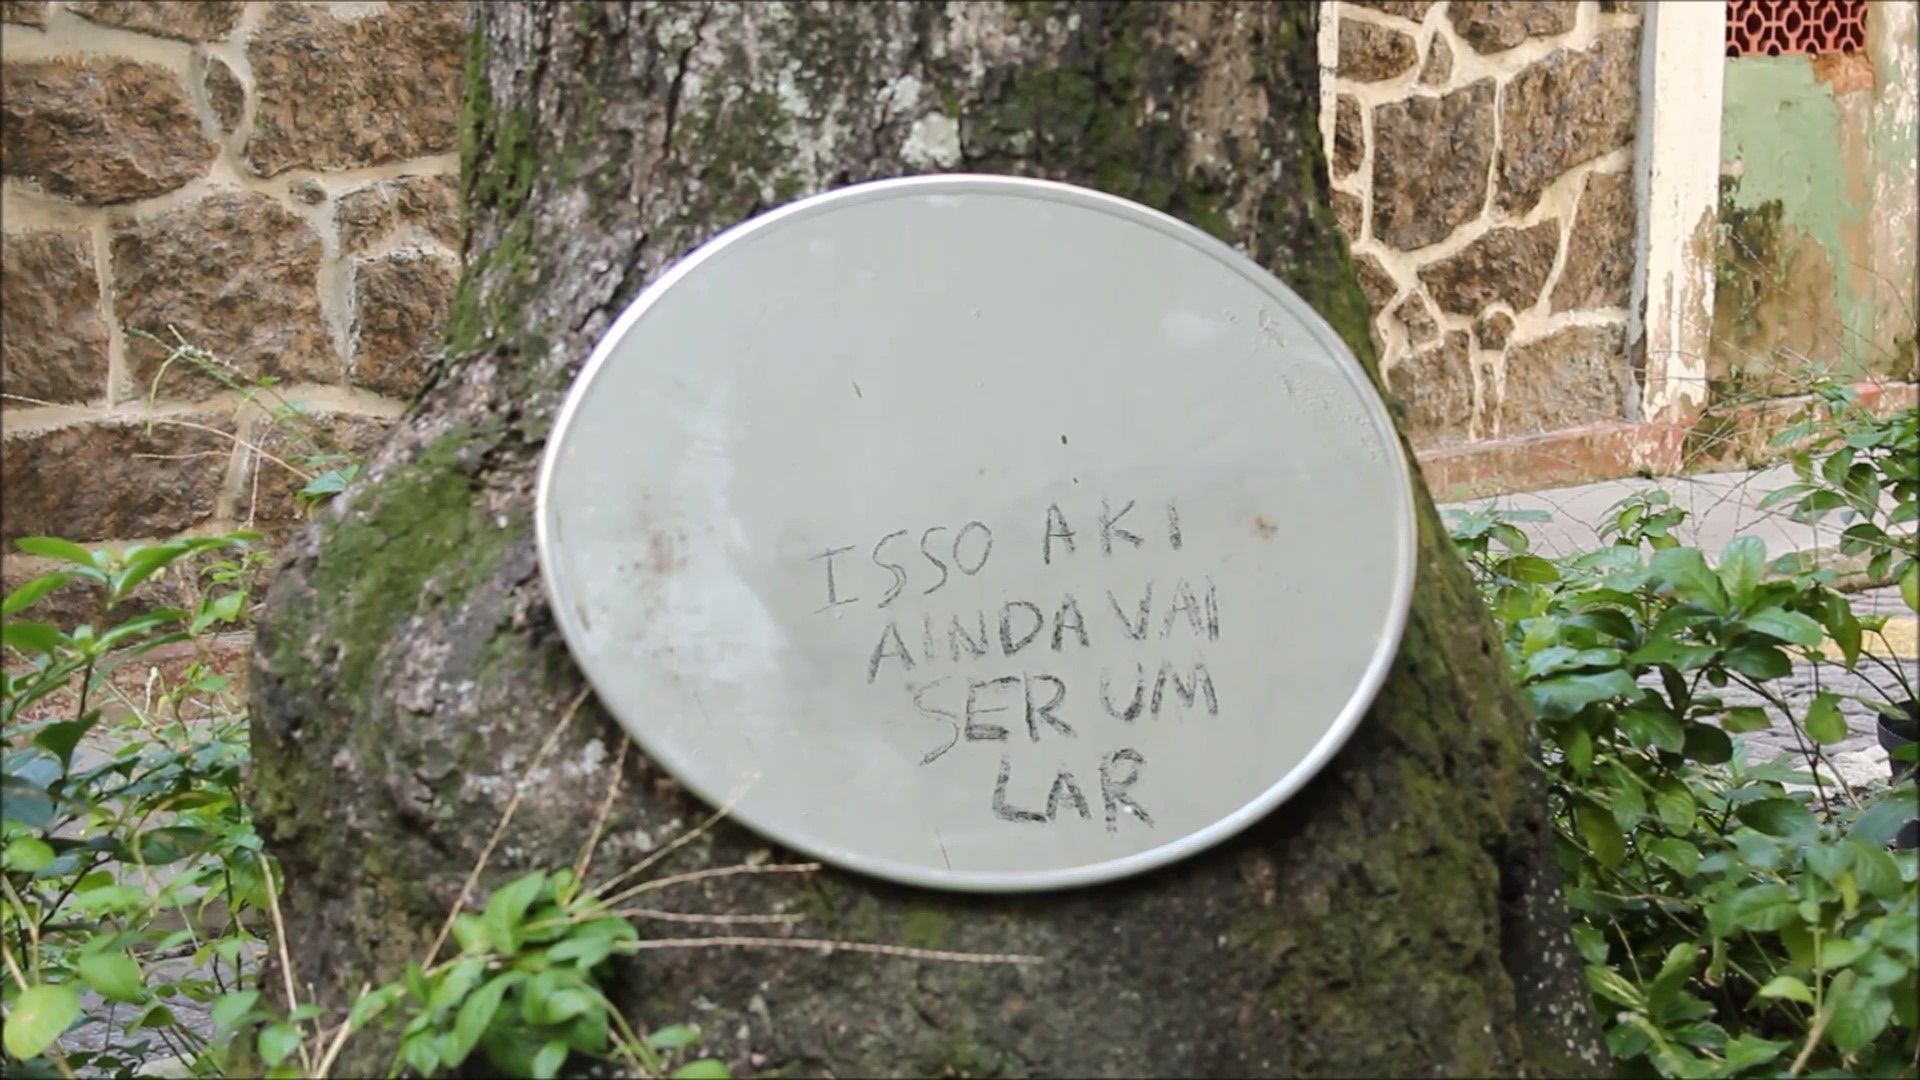 ISSO AKI
AINDA VAI
SER UM
LAR